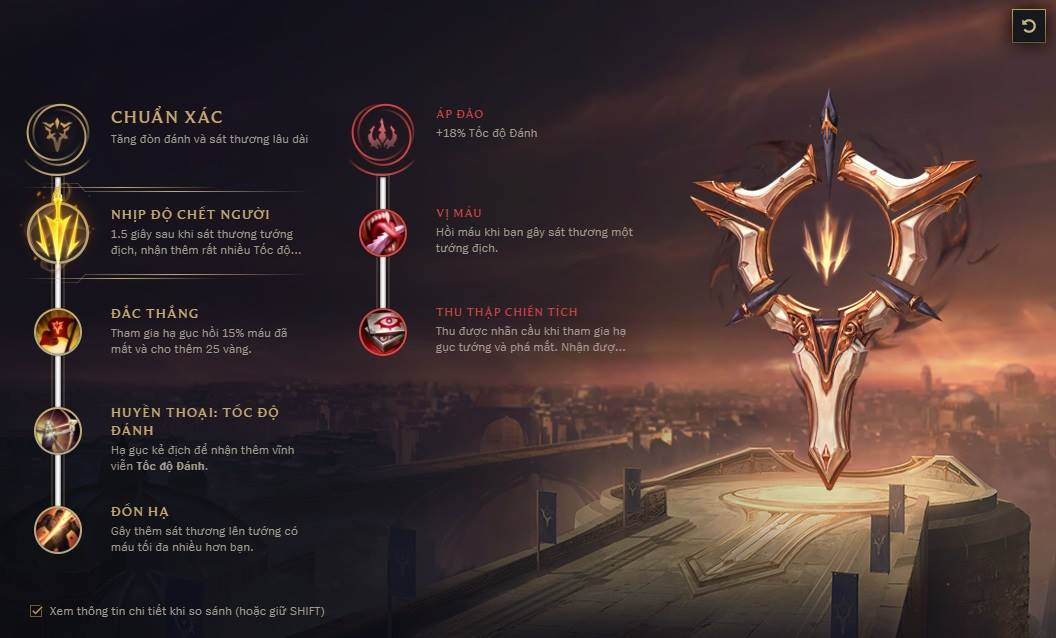 CHUẨN XÁC
Tăng đòn đánh và sát thương lâu dài
NHỊP ĐỘ CHẾT NGƯỜI
1.5 giây sau khi sát thương tướng
địch, nhận thêm rất nhiều Tốc độ...
ĐẮC THẮNG
Tham gia hạ gục hồi 15% máu đã
mất và cho thêm 25 vàng.
HUYỀN THOẠI: TỐC ĐỘ
ĐÁNH
Hạ gục kẻ địch để nhận thêm vĩnh
viễn Tốc độ Đánh.
ĐỐN HẠ
Gây thêm sát thương lên tướng có
máu tối đa nhiều hơn bạn.
ÁP ĐẢO
+18% Tốc độ Đánh
VỊ MÁU
Hồi máu khi bạn gây sát thương một
tướng địch.
THU THẬP CHIẾN TÍCH
Thu được nhãn cầu khi tham gia hạ
gục tướng và phá mắt. Nhận đượ...
Xem thông tin chi tiết khi so sánh (hoặc giữ SHIFT)